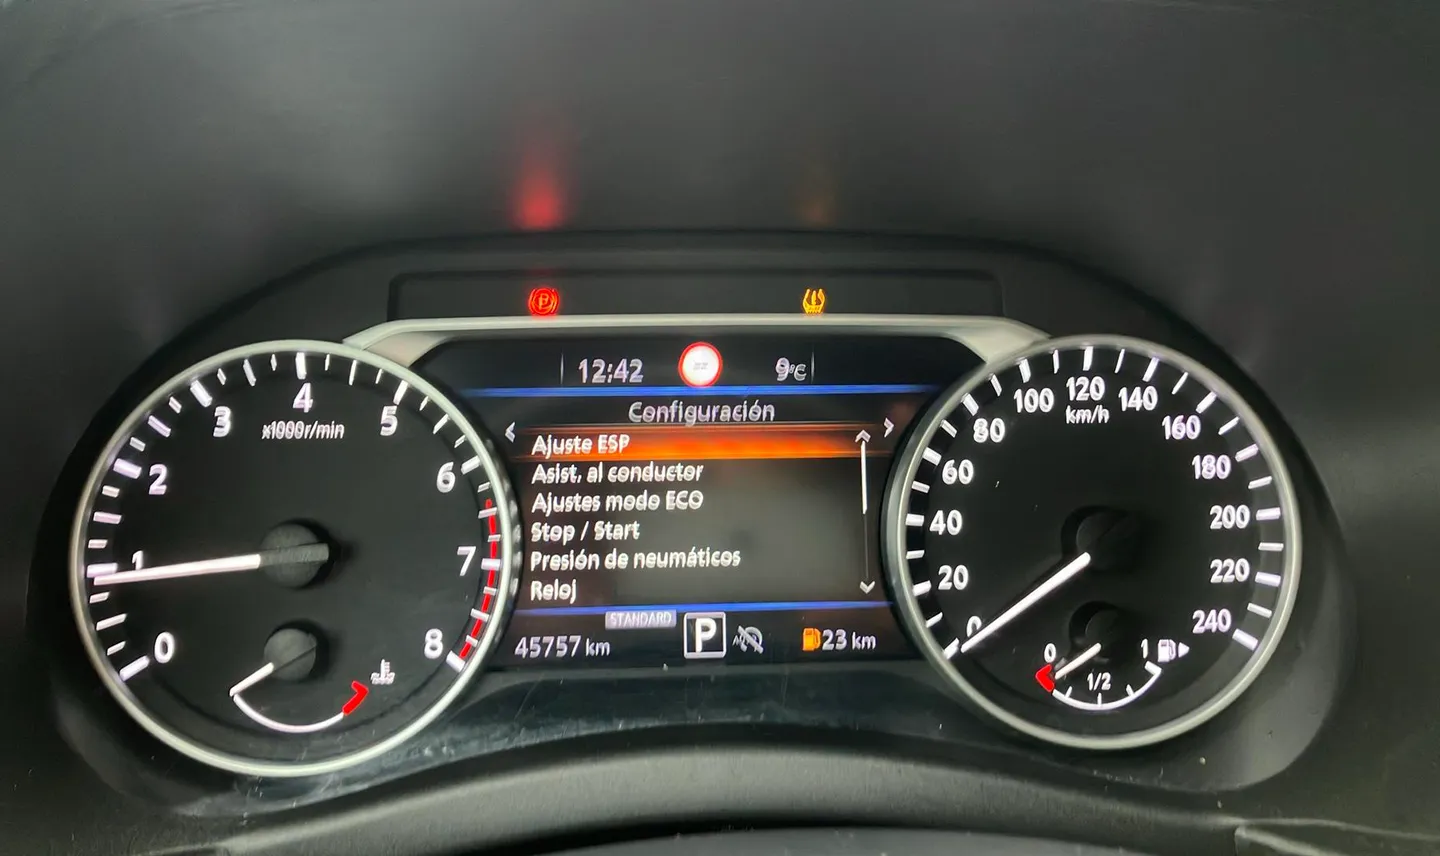 P
12:42
9°C
Configuración
Ajuste ESP
Asist. al conductor
Ajustes modo ECO
Stop / Start
Presión de neumáticos
Reloj
STANDARD
45757 km
P
23 km
0
1
2
3
4
5
6
7
8
x1000r/min
0
20
40
60
80
100
120
140
160
180
200
220
240
km/h
0
1/2
1